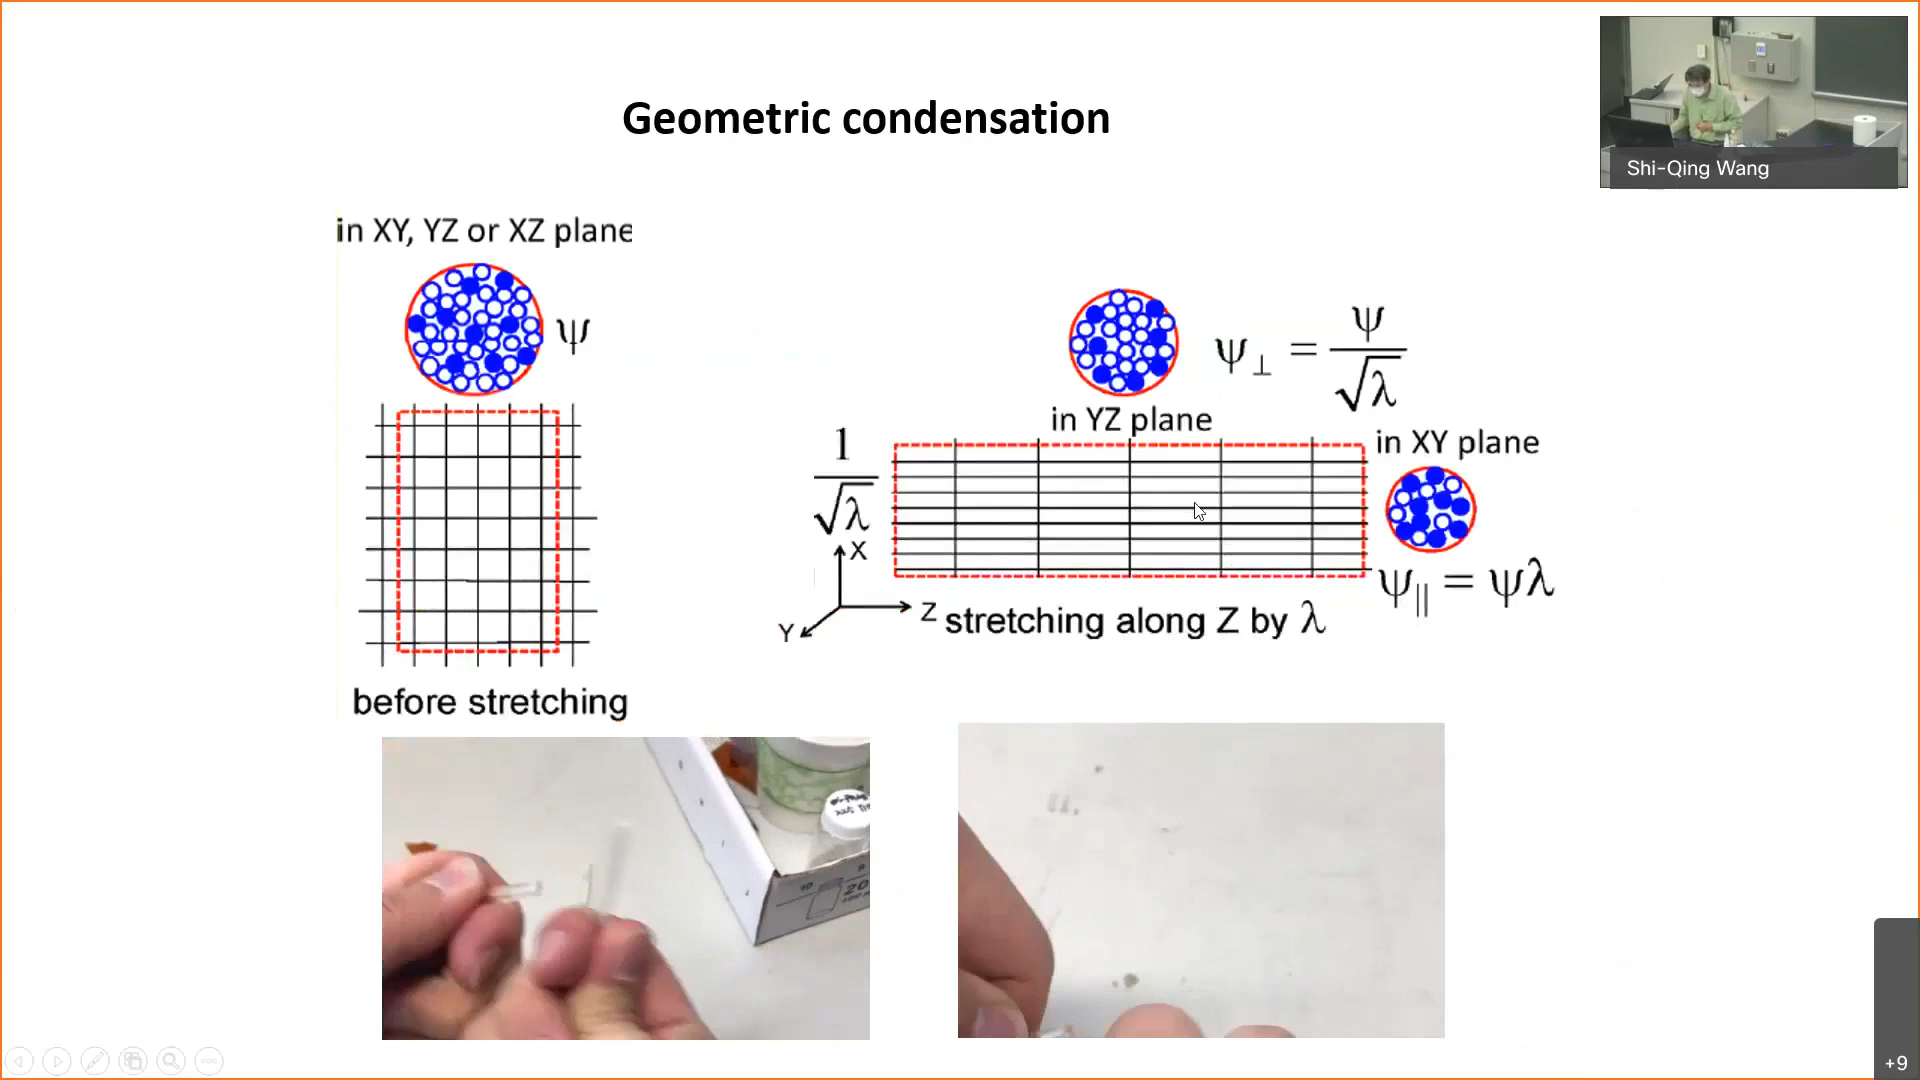 Geometric condensation
Shi-Qing Wang
in XY, YZ or XZ plane
ψ
before stretching
ψ⊥ = ψ/√λ
in YZ plane
in XY plane
1/√λ
X
Z
Y
stretching along Z by λ
ψ|| = ψλ
20
+9